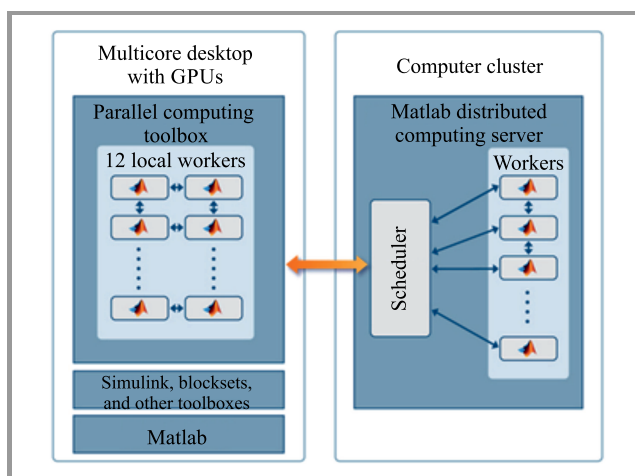 Multicore desktop
with GPUs
Parallel computing
toolbox
12 local workers
Simulink, blocksets,
and other toolboxes
Matlab
Computer cluster
Matlab distributed
computing server
Scheduler
Workers